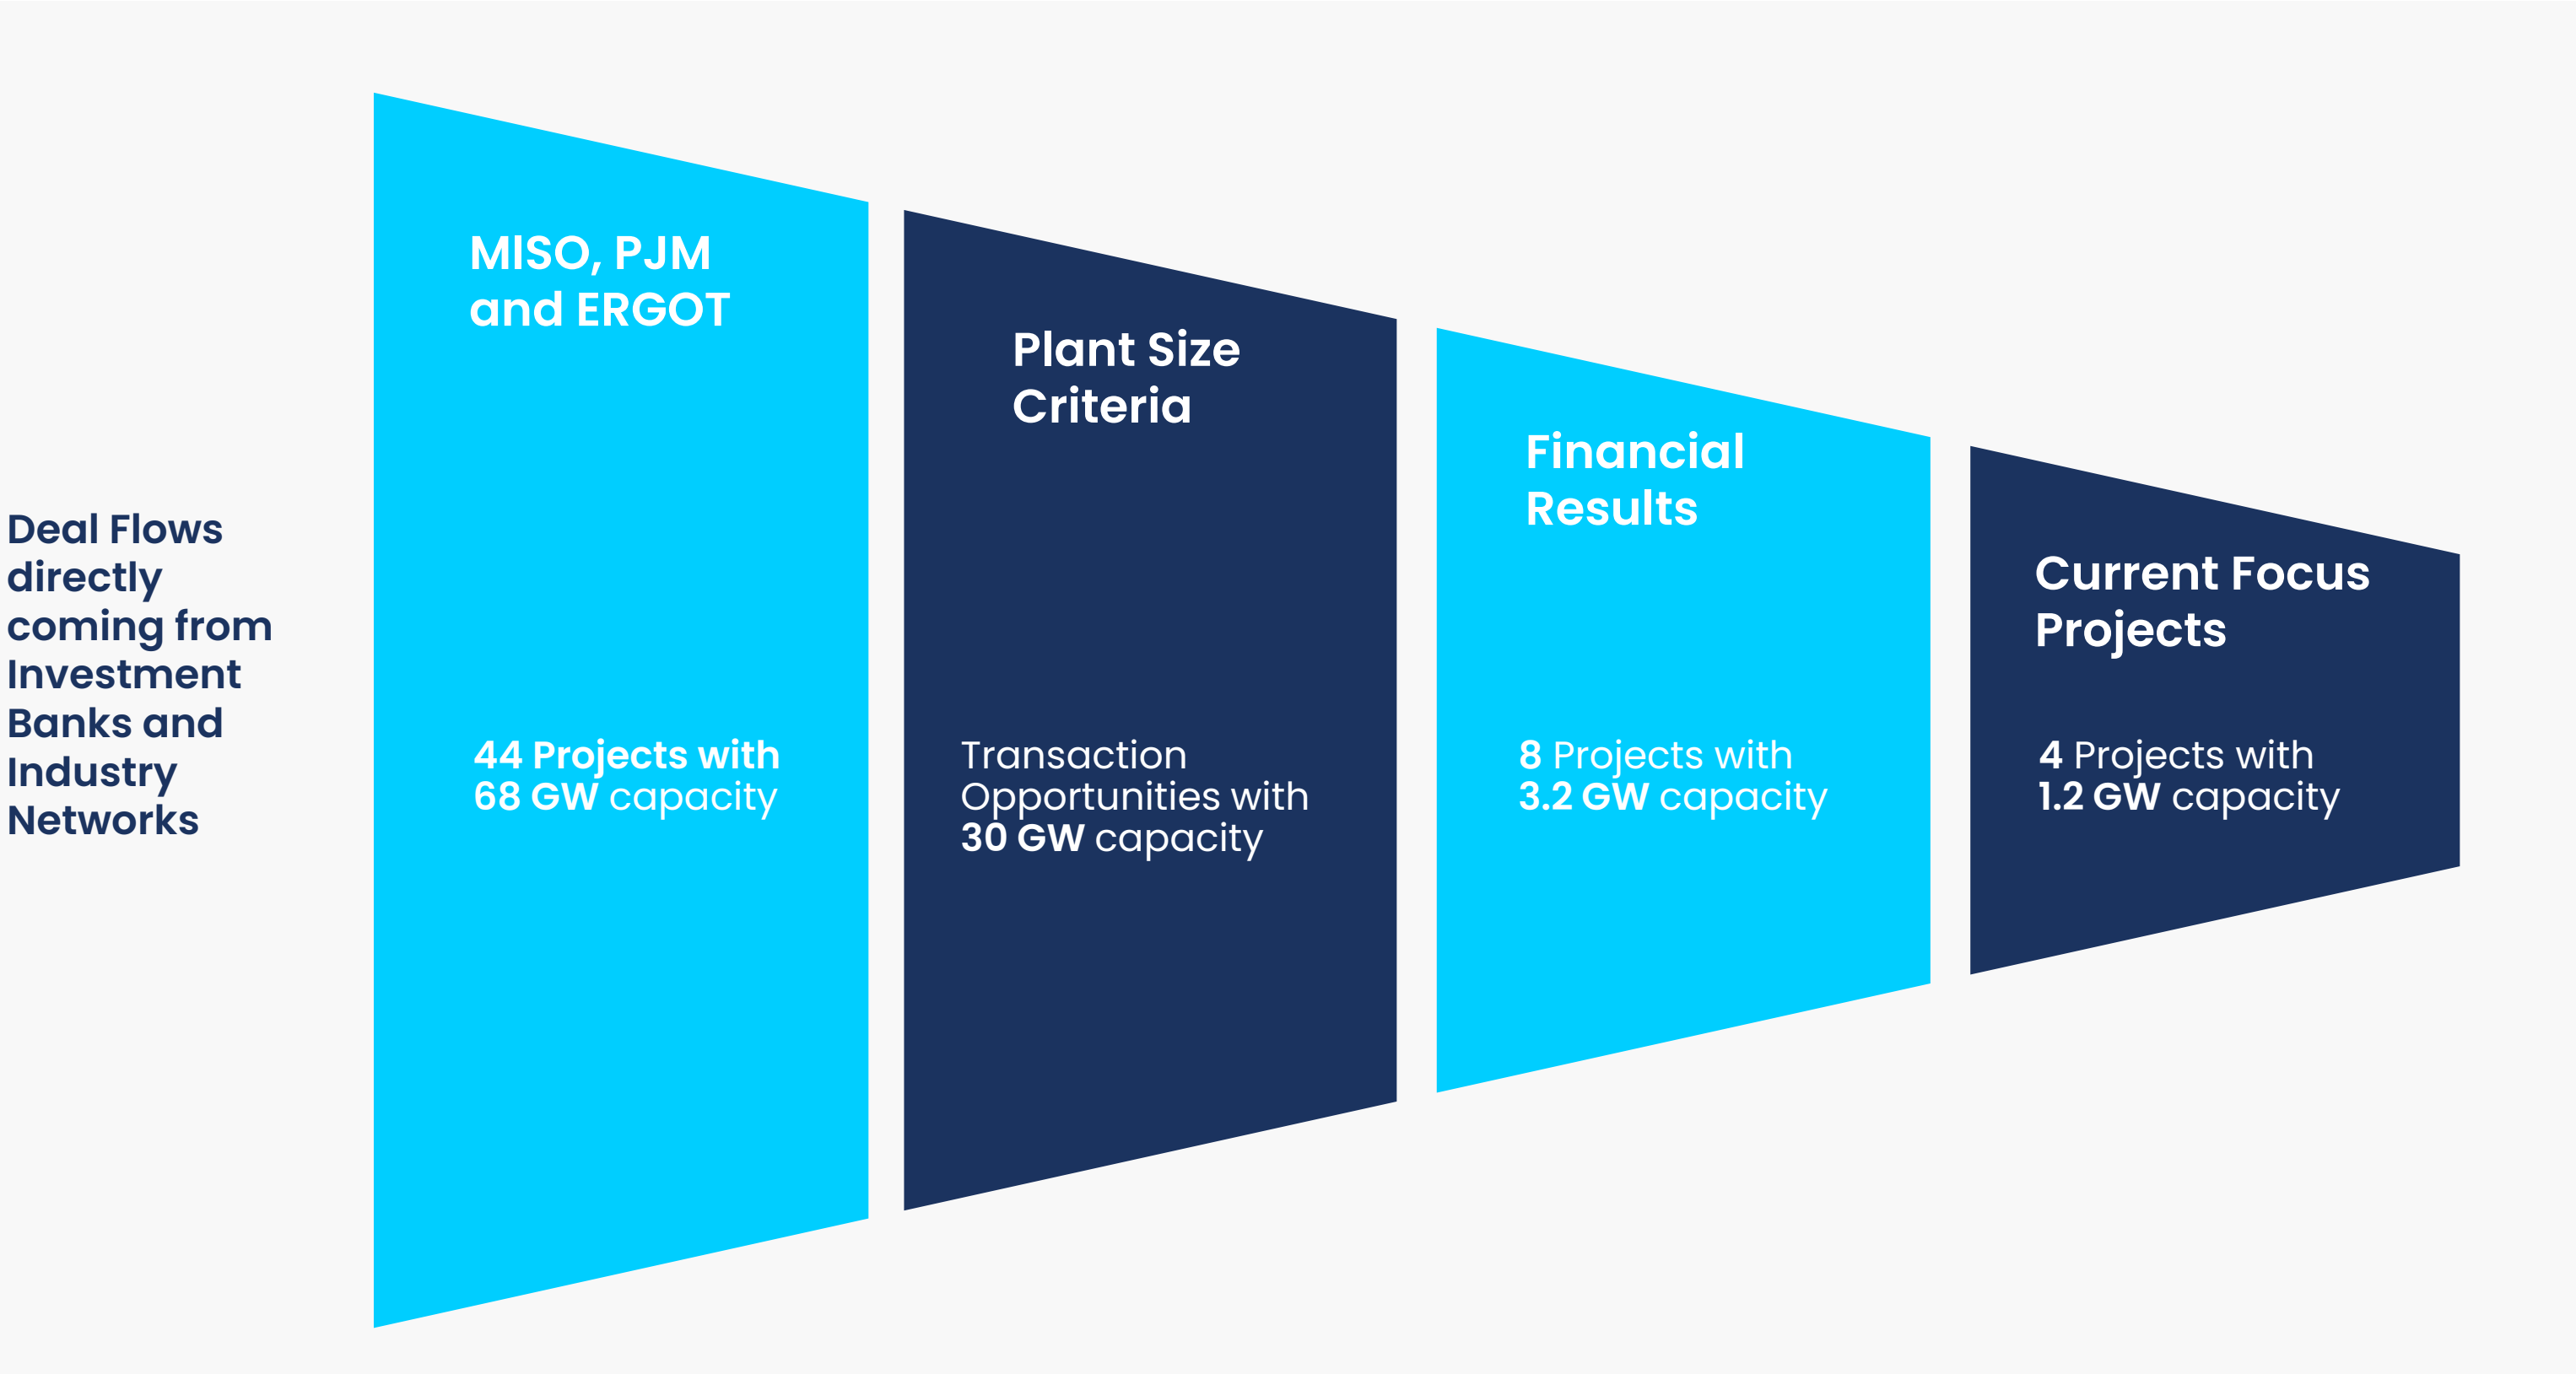 Deal Flows
directly
coming from
Investment
Banks and
Industry
Networks
MISO, PJM
and ERGOT
44 Projects with
68 GW capacity
Plant Size
Criteria
Transaction
Opportunities with
30 GW capacity
Financial
Results
8 Projects with
3.2 GW capacity
Current Focus
Projects
4 Projects with
1.2 GW capacity